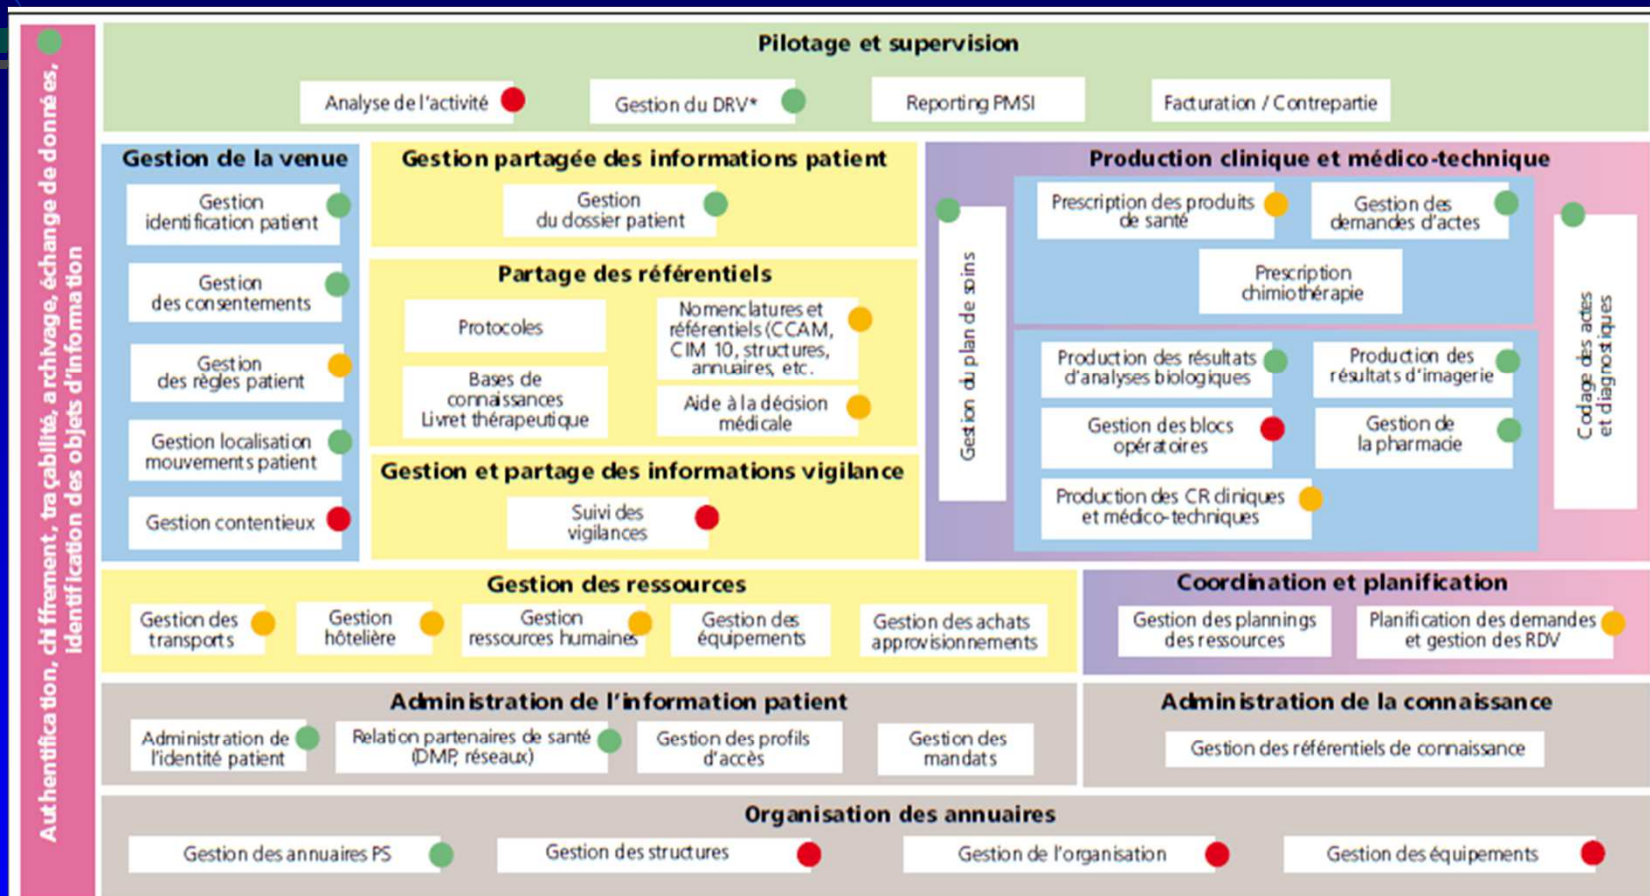 Authentification, chiffrement, traçabilité, archivage, échange de données,
Identification des objets d'information
Pilotage et supervision
Analyse de l'activité
Gestion du DRV*
Reporting PMSI
Facturation / Contrepartie
Gestion de la venue
Gestion
identification patient
Gestion
des consentements
Gestion
des règles patient
Gestion localisation
mouvements patient
Gestion contentieux
Gestion partagée des informations patient
Gestion
du dossier patient
Partage des référentiels
Protocoles
Nomenclatures et
référentiels (CCAM,
CIM 10, structures,
annuaires, etc.
Bases de
connaissances
Livret thérapeutique
Aide à la décision
médicale
Gestion et partage des informations vigilance
Suivi des
vigilances
Production clinique et médico-technique
Gestion du plan de soins
Prescription des produits
de santé
Gestion des
demandes d'actes
Prescription
chimiothérapie
Production des résultats
d'analyses biologiques
Production des
résultats d'imagerie
Gestion des blocs
opératoires
Gestion de
la pharmacie
Production des CR cliniques
et médico-techniques
Codage des actes
et diagnostiques
Gestion des ressources
Gestion des
transports
Gestion
hôtelière
Gestion
ressources humaines
Gestion des
équipements
Gestion des achats
approvisionnements
Coordination et planification
Gestion des plannings
des ressources
Planification des demandes
et gestion des RDV
Administration de l'information patient
Administration de
l'identité patient
Relation partenaires de santé
(DMP, réseaux)
Gestion des profils
d'accès
Gestion des
mandats
Administration de la connaissance
Gestion des référentiels de connaissance
Organisation des annuaires
Gestion des annuaires PS
Gestion des structures
Gestion de l'organisation
Gestion des équipements